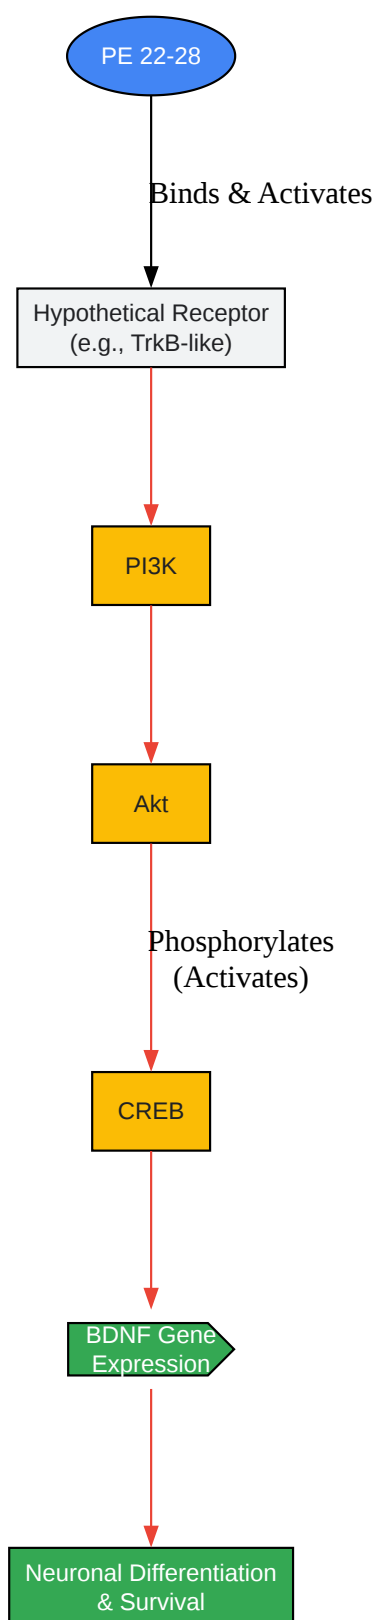 PE 22-28
Binds & Activates
Hypothetical Receptor
(e.g., TrkB-like)
PI3K
Akt
Phosphorylates
(Activates)
CREB
BDNF Gene
Expression
Neuronal Differentiation
& Survival